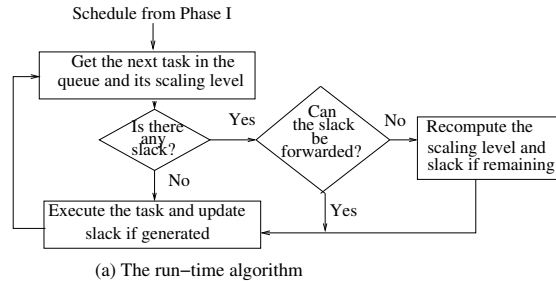 Schedule from Phase I
Get the next task in the
queue and its scaling level
Is there
any
slack?
Yes
Can
the slack
be
forwarded?
No
Recompute the
scaling level and
slack if remaining
No
Yes
Execute the task and update
slack if generated
(a) The run−time algorithm